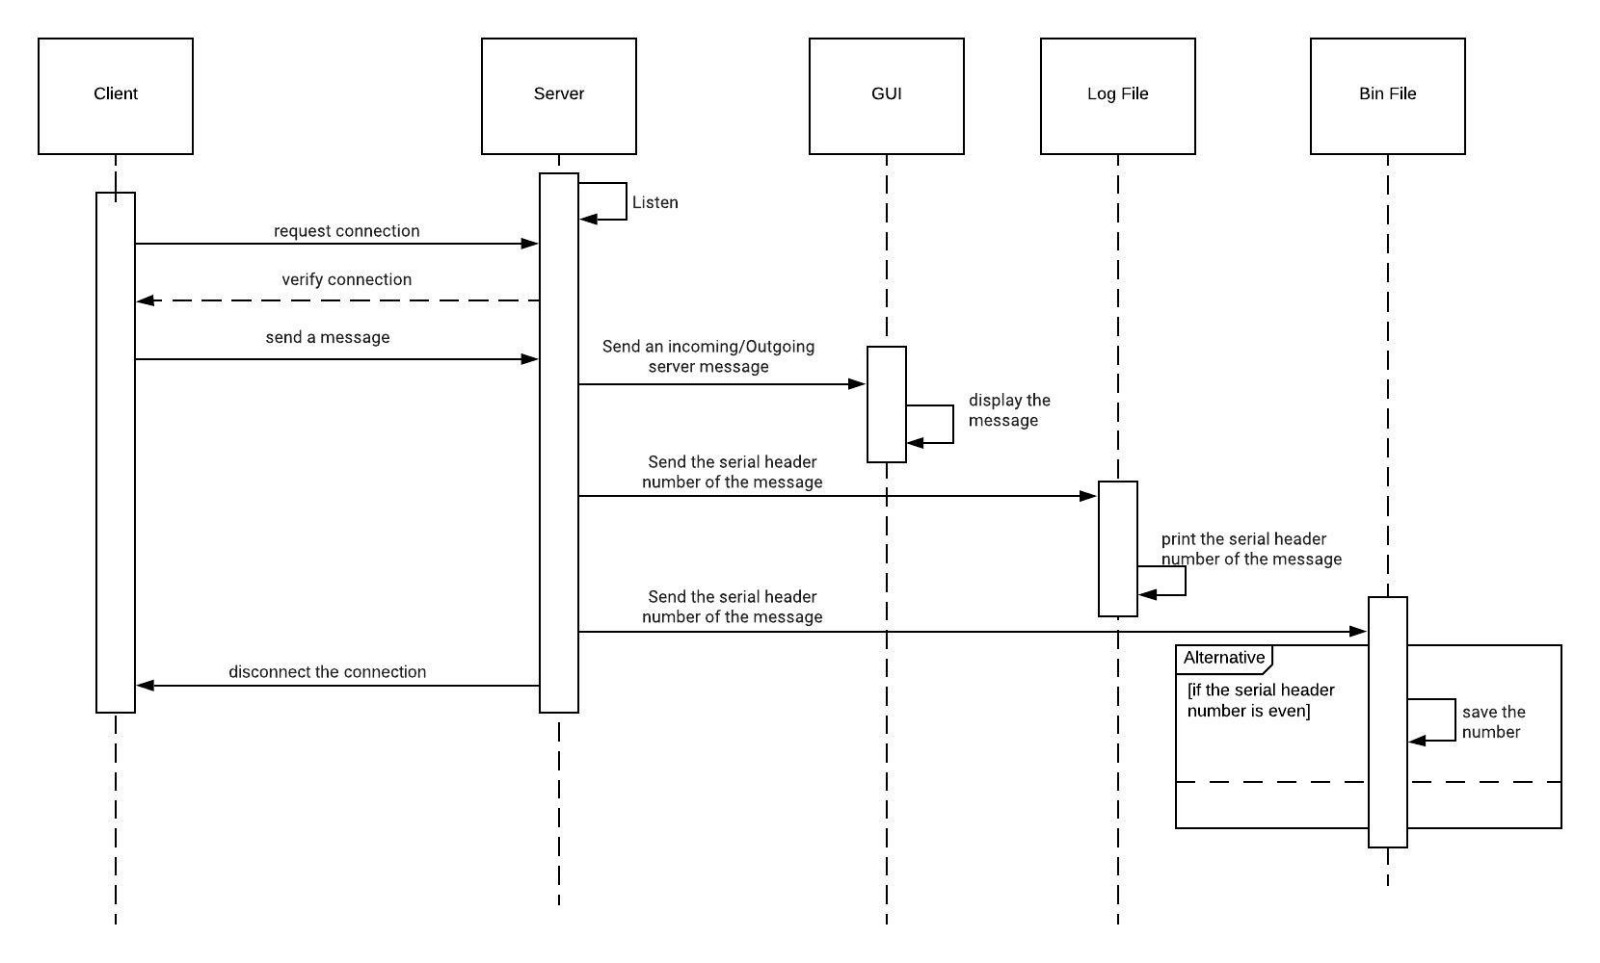 Client
Server
GUI
Log File
Bin File
Listen
request connection
verify connection
send a message
Send an incoming/Outgoing
server message
display the
message
Send the serial header
number of the message
print the serial header
number of the message
Send the serial header
number of the message
disconnect the connection
Alternative
[if the serial header
number is even]
save the
number